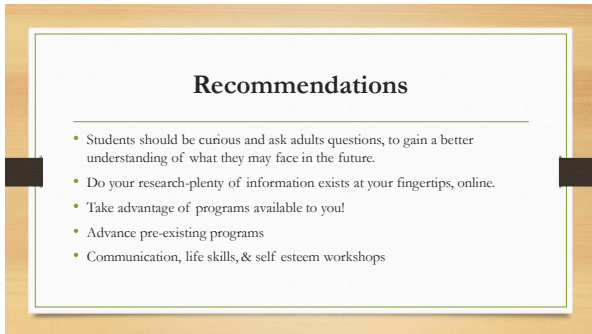 Recommendations
• Students should be curious and ask adults questions, to gain a better
understanding of what they may face in the future.
• Do your research-plenty of information exists at your fingertips, online.
• Take advantage of programs available to you!
• Advance pre-existing programs
• Communication, life skills, & self esteem workshops